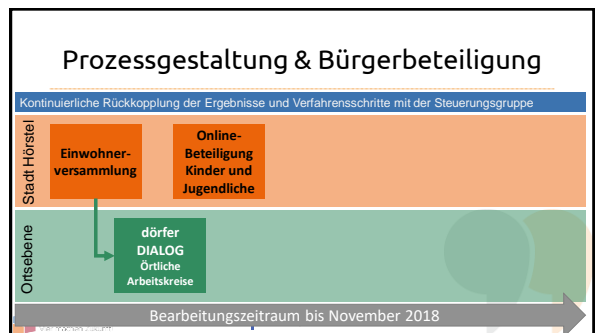 Prozessgestaltung & Bürgerbeteiligung
Kontinuierliche Rückkopplung der Ergebnisse und Verfahrensschritte mit der Steuerungsgruppe
Stadt Hörstel
Einwohner-
versammlung
Online-
Beteiligung
Kinder und
Jugendliche
Ortsebene
dörfer
DIALOG
Örtliche
Arbeitskreise
Bearbeitungszeitraum bis November 2018